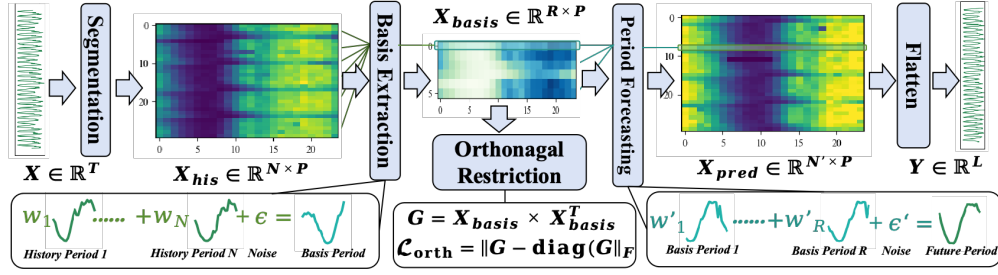 X ∈ ℝ^T
Segmentation
0
10
20
0 5 10 15 20
X_his ∈ ℝ^{N×P}
Basis Extraction
X_basis ∈ ℝ^{R×P}
0
5
0 5 10 15 20
Orthonagal
Restriction
G = X_basis × X_basis^T
ℒ_orth = ‖G − diag(G‖_F
Period Forecasting
0
10
20
0 5 10 15 20
X_pred ∈ ℝ^{N'×P}
Flatten
Y ∈ ℝ^L
w_1 ...... + w_N + ϵ =
History Period 1 History Period N Noise Basis Period
w'_1 ...... + w'_R + ϵ' =
Basis Period 1 Basis Period R Noise Future Period